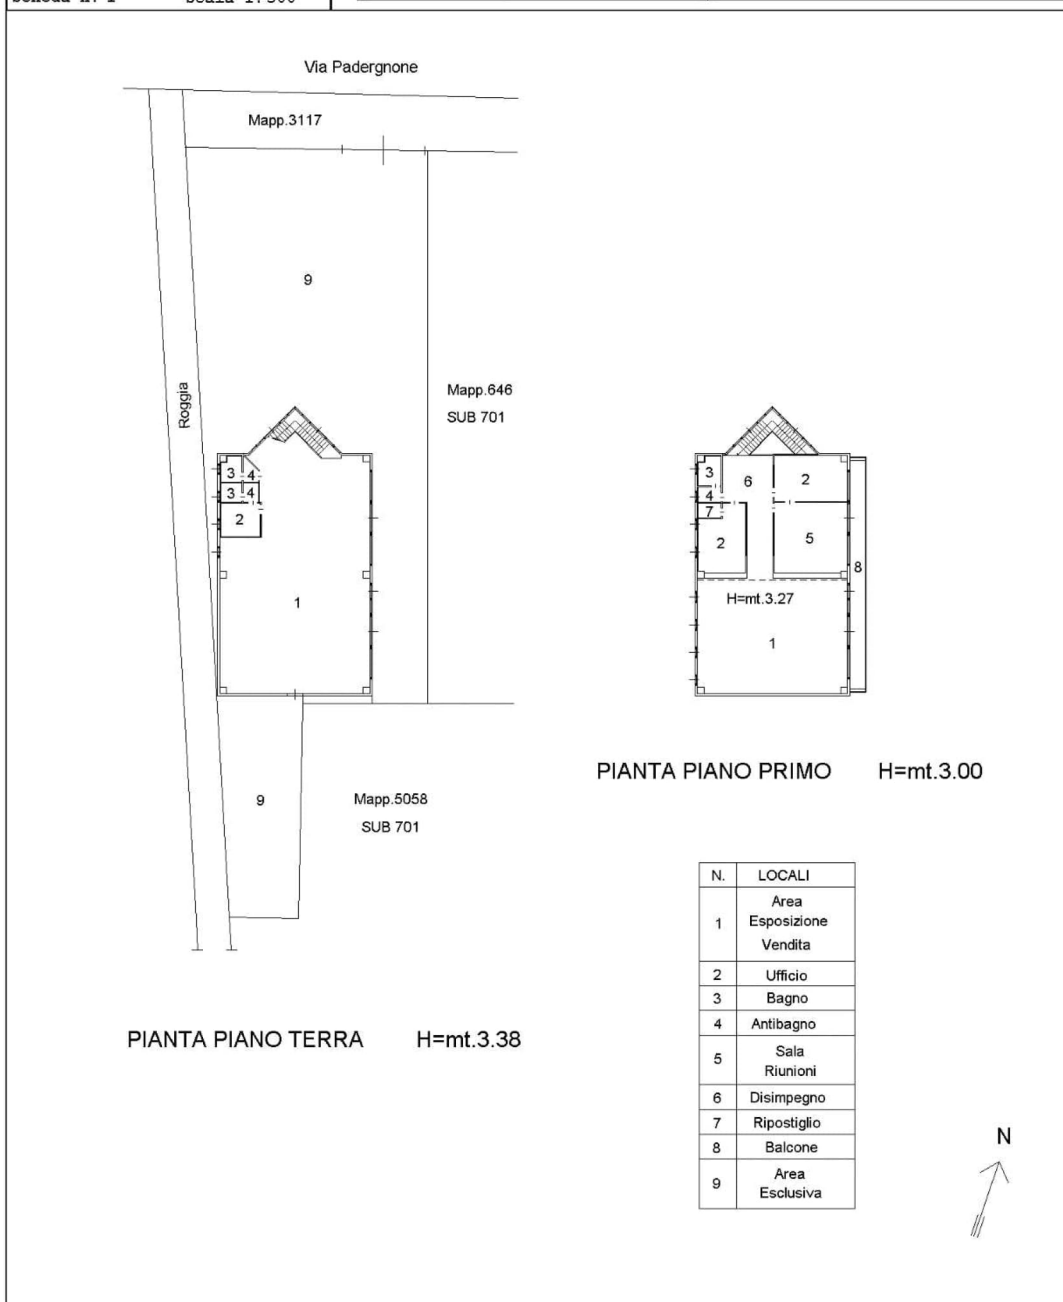 Via Padergnone
Mapp.3117
9
Roggia
Mapp.646
SUB 701
3 4
3 4
2
1
9
Mapp.5058
SUB 701
PIANTA PIANO TERRA H=mt.3.38
3
6
2
4
7
2
5
8
H=mt.3.27
1
PIANTA PIANO PRIMO H=mt.3.00
N. LOCALI
1 Area
Esposizione
Vendita
2 Ufficio
3 Bagno
4 Antibagno
5 Sala
Riunioni
6 Disimpegno
7 Ripostiglio
8 Balcone
9 Area
Esclusiva
N